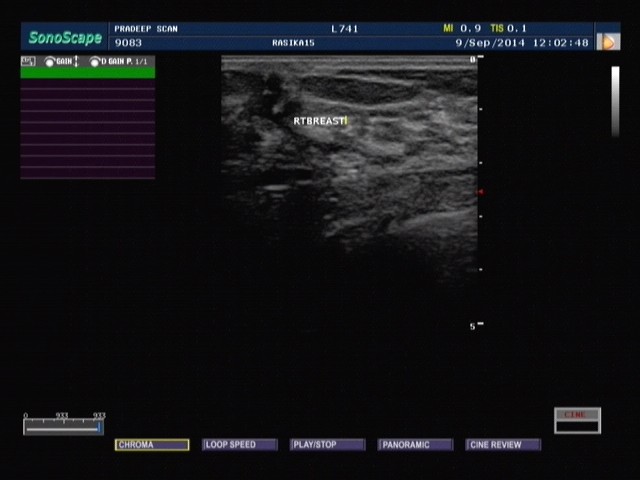 SonoScape
PRADEEP SCAN
L741
MI 0.9 TIS 0.1
9083
RASIKA15
9/Sep/2014 12:02:48
GAIN
D GAIN P. 1/1
0
RTBREAST
5
0 933 933
CINE
CHROMA
LOOP SPEED
PLAY/STOP
PANORAMIC
CINE REVIEW